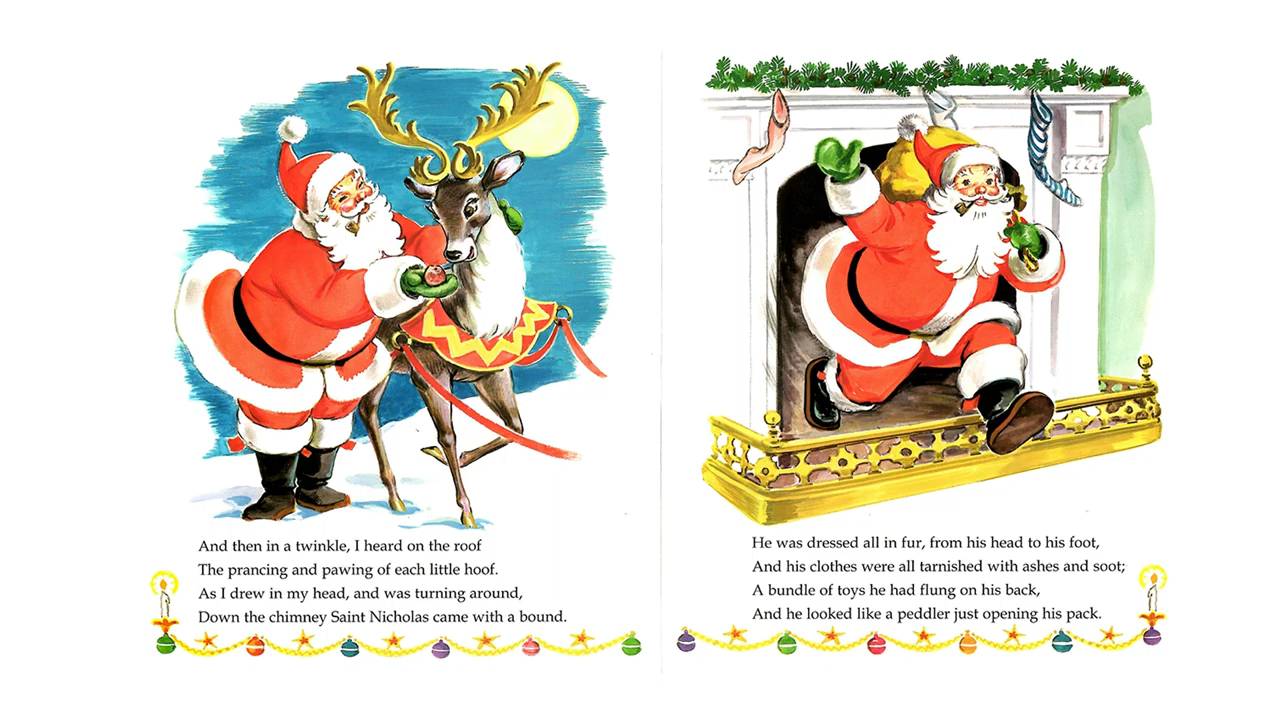 And then in a twinkle, I heard on the roof
The prancing and pawing of each little hoof.
As I drew in my head, and was turning around,
Down the chimney Saint Nicholas came with a bound.
He was dressed all in fur, from his head to his foot,
And his clothes were all tarnished with ashes and soot;
A bundle of toys he had flung on his back,
And he looked like a peddler just opening his pack.